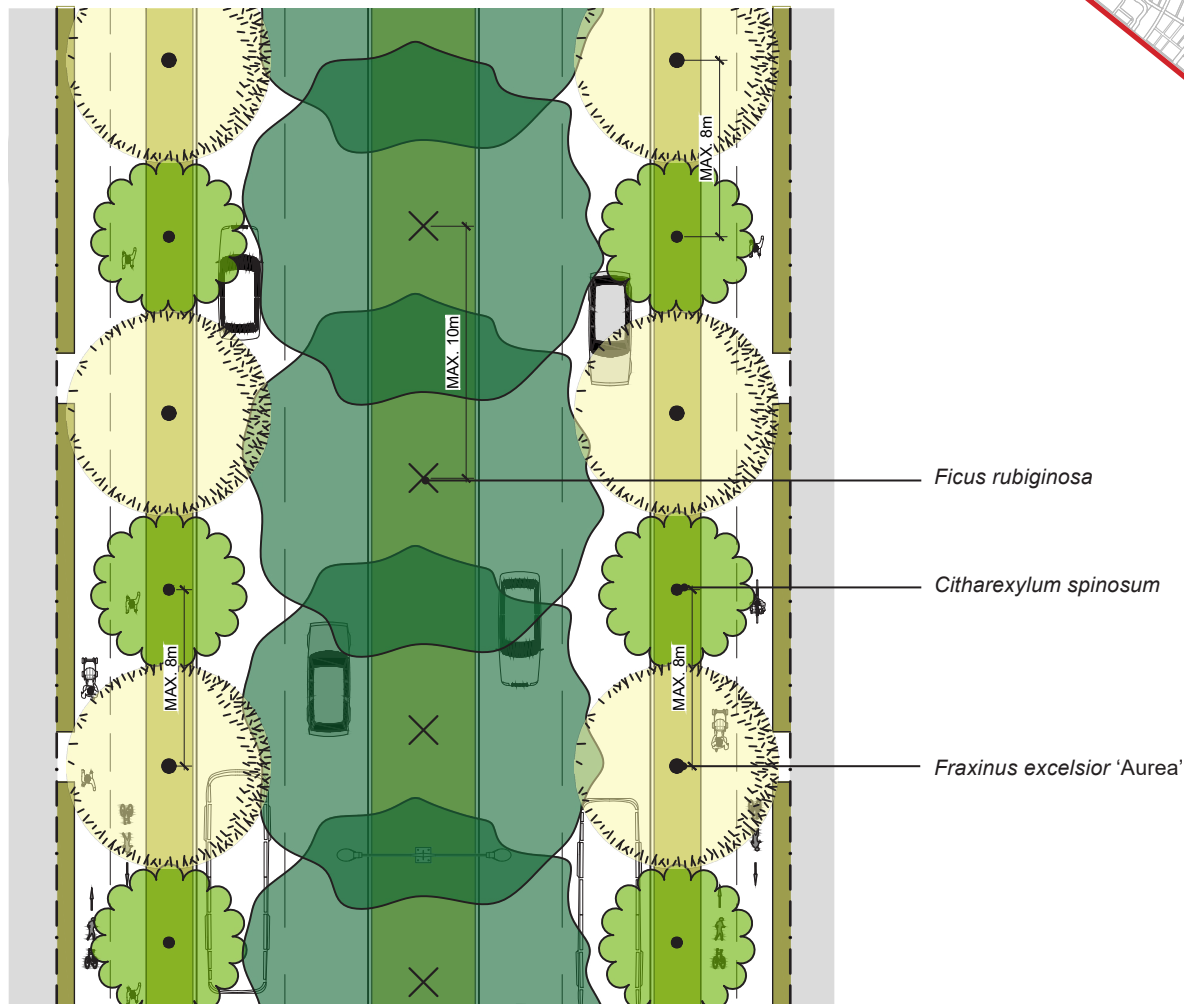 MAX. 8m
MAX. 10m
Ficus rubiginosa
Citharexylum spinosum
MAX. 8m
MAX. 8m
Fraxinus excelsior ‘Aurea’